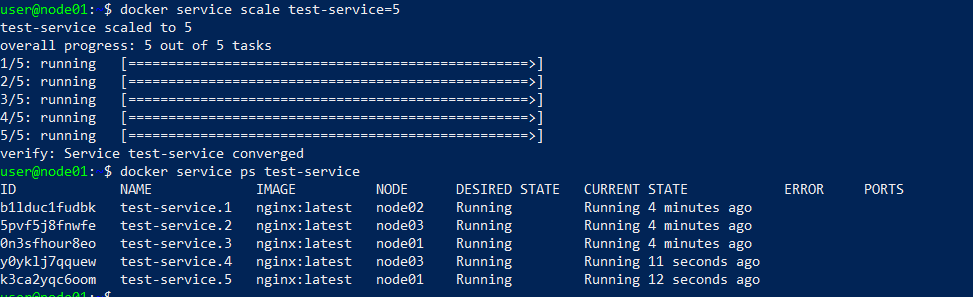 user@node01: $ docker service scale test-service=5
test-service scaled to 5
overall progress: 5 out of 5 tasks
1/5: running   [==================================================>]
2/5: running   [==================================================>]
3/5: running   [==================================================>]
4/5: running   [==================================================>]
5/5: running   [==================================================>]
verify: Service test-service converged
user@node01: $ docker service ps test-service
ID             NAME             IMAGE          NODE      DESIRED STATE   CURRENT STATE            ERROR     PORTS
b1lduc1fudbk   test-service.1   nginx:latest   node02    Running         Running 4 minutes ago
5pvf5j8fnwfe   test-service.2   nginx:latest   node03    Running         Running 4 minutes ago
0n3sfhour8eo   test-service.3   nginx:latest   node01    Running         Running 4 minutes ago
y0yklj7qquew   test-service.4   nginx:latest   node03    Running         Running 11 seconds ago
k3ca2yqc6oom   test-service.5   nginx:latest   node01    Running         Running 12 seconds ago
user@node01: $